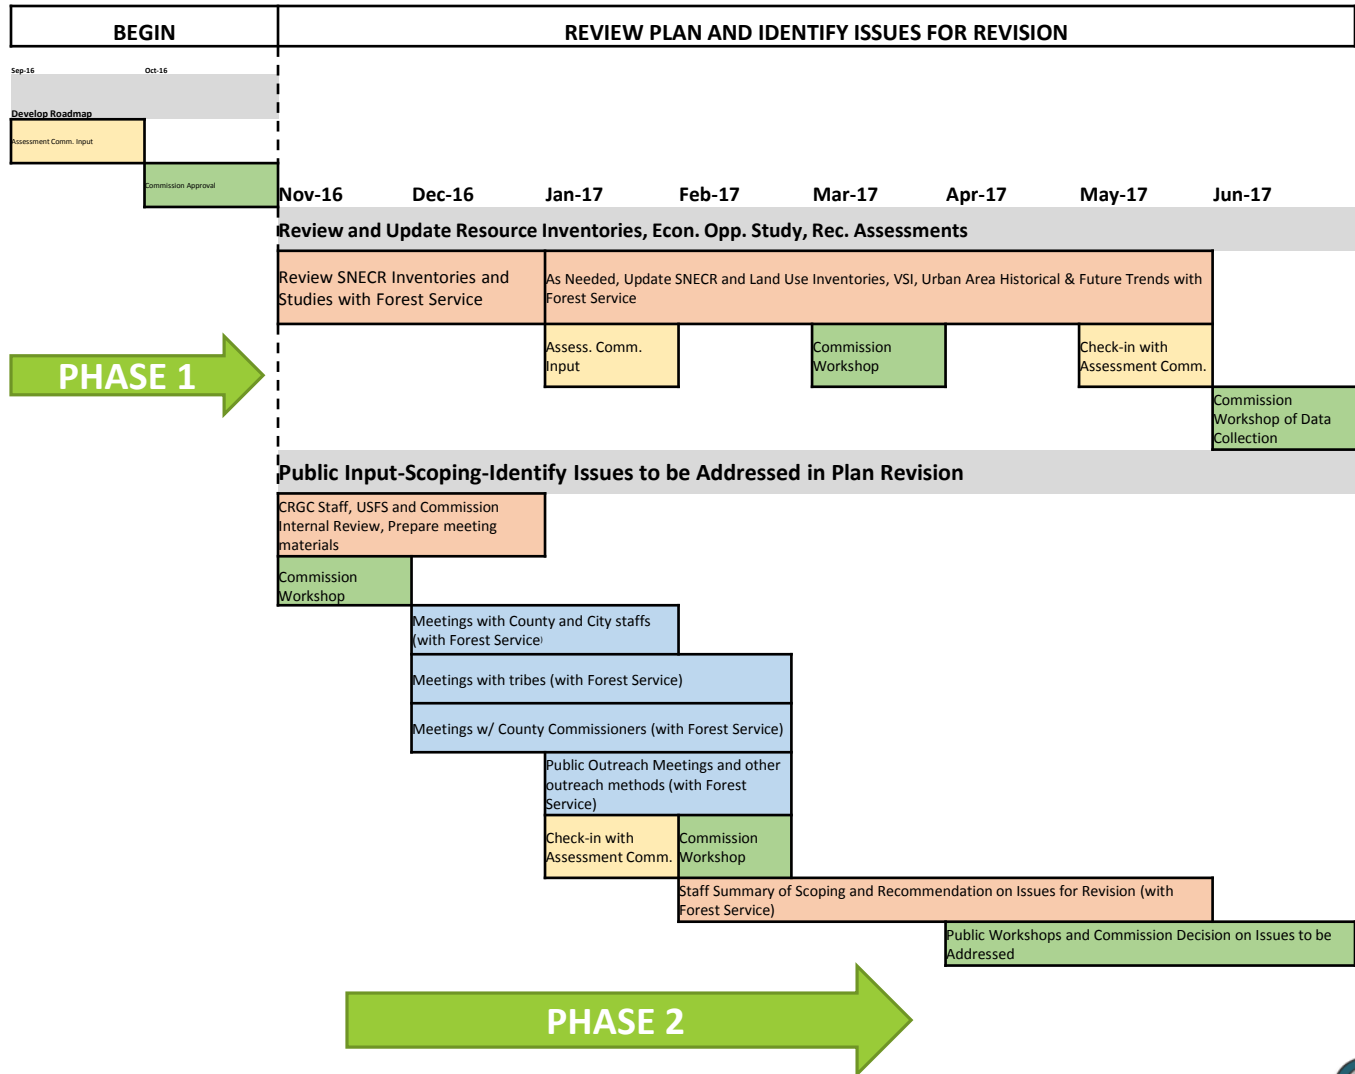 BEGIN
REVIEW PLAN AND IDENTIFY ISSUES FOR REVISION
Sep-16
Oct-16
Develop Roadmap
Assessment Comm. Input
Commission Approval
Nov-16
Dec-16
Jan-17
Feb-17
Mar-17
Apr-17
May-17
Jun-17
Review and Update Resource Inventories, Econ. Opp. Study, Rec. Assessments
Review SNECR Inventories and
Studies with Forest Service
As Needed, Update SNECR and Land Use Inventories, VSI, Urban Area Historical & Future Trends with
Forest Service
Assess. Comm.
Input
Commission
Workshop
Check-in with
Assessment Comm.
PHASE 1
Commission
Workshop of Data
Collection
Public Input-Scoping-Identify Issues to be Addressed in Plan Revision
CRGC Staff, USFS and Commission
Internal Review, Prepare meeting
materials
Commission
Workshop
Meetings with County and City staffs
(with Forest Service)
Meetings with tribes (with Forest Service)
Meetings w/ County Commissioners (with Forest Service)
Public Outreach Meetings and other
outreach methods (with Forest
Service)
Check-in with
Assessment Comm.
Commission
Workshop
Staff Summary of Scoping and Recommendation on Issues for Revision (with
Forest Service)
Public Workshops and Commission Decision on Issues to be
Addressed
PHASE 2